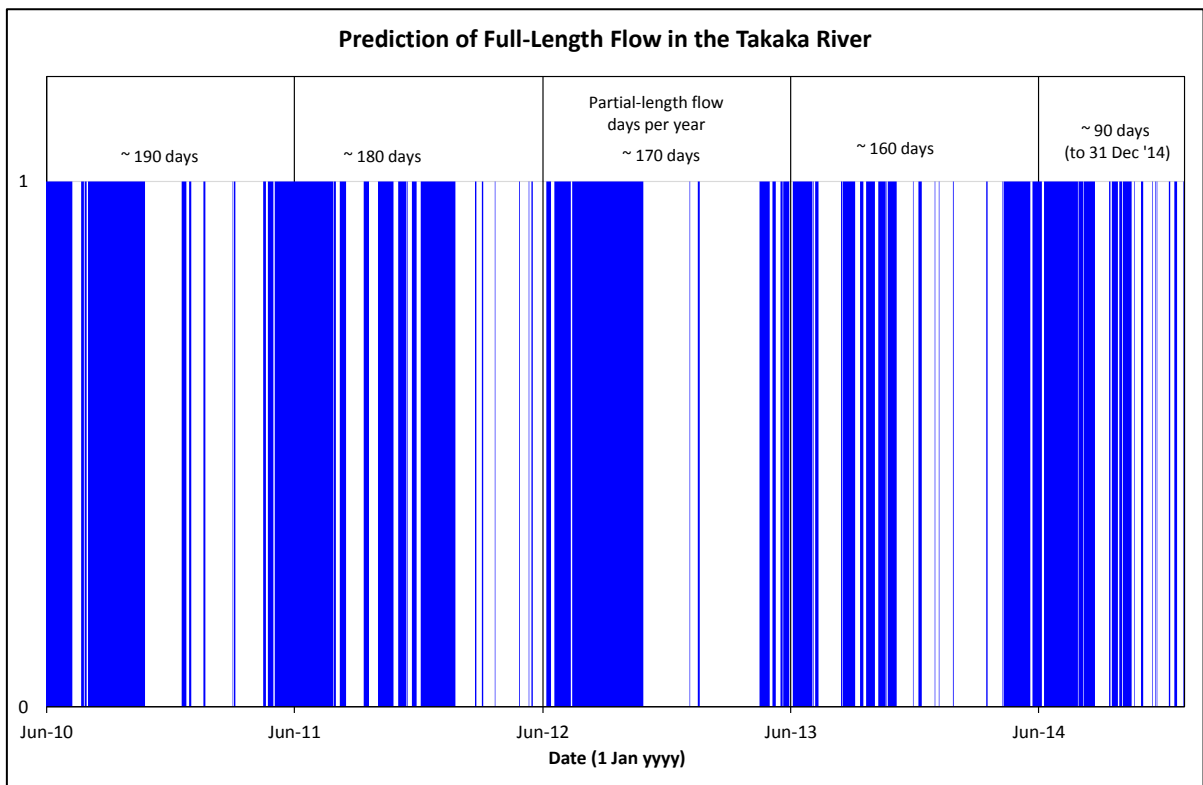 Prediction of Full-Length Flow in the Takaka River
Partial-length flow
days per year
~ 190 days
~ 180 days
~ 170 days
~ 160 days
~ 90 days
(to 31 Dec '14)
1
0
Jun-10
Jun-11
Jun-12
Jun-13
Jun-14
Date (1 Jan yyyy)